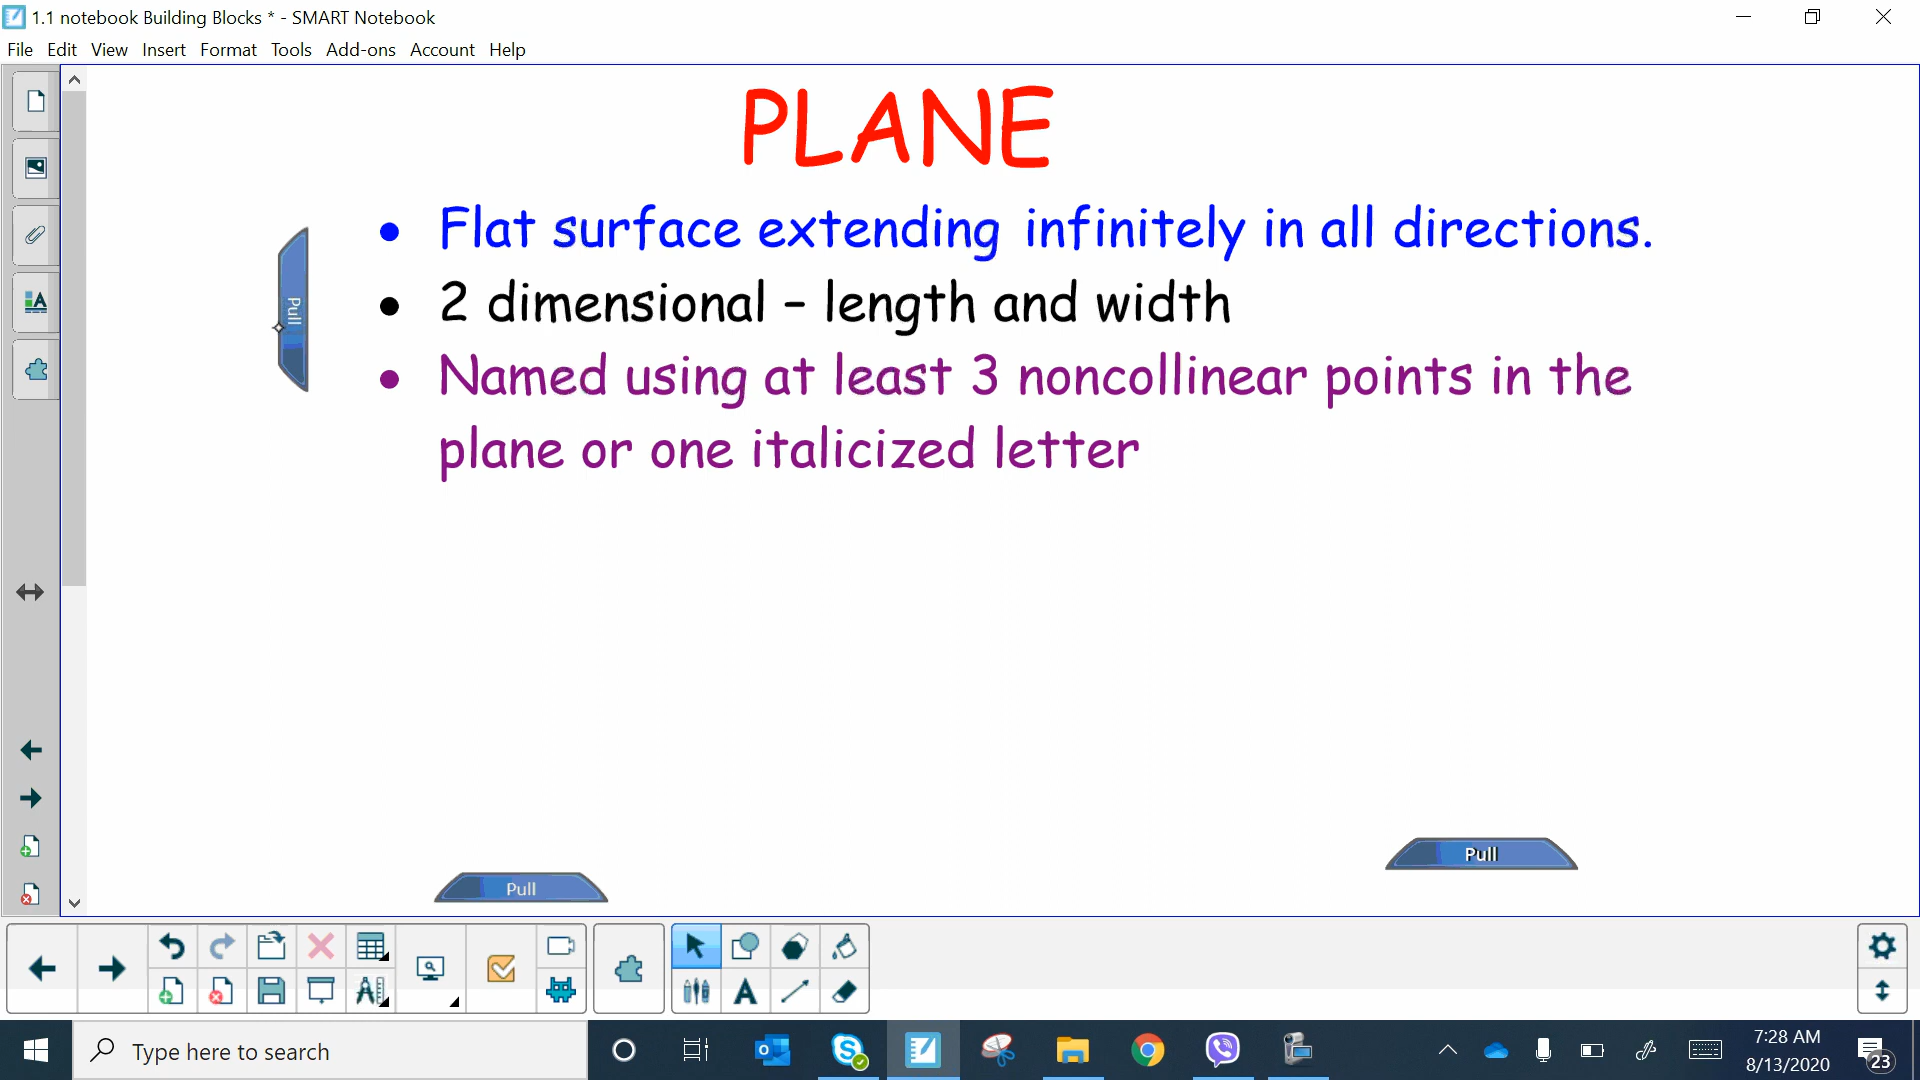 1.1 notebook Building Blocks * - SMART Notebook
File Edit View Insert Format Tools Add-ons Account Help
PLANE
• Flat surface extending infinitely in all directions.
• 2 dimensional – length and width
• Named using at least 3 noncollinear points in the
plane or one italicized letter
Pull
Pull
Pull
Type here to search
7:28 AM
8/13/2020
23